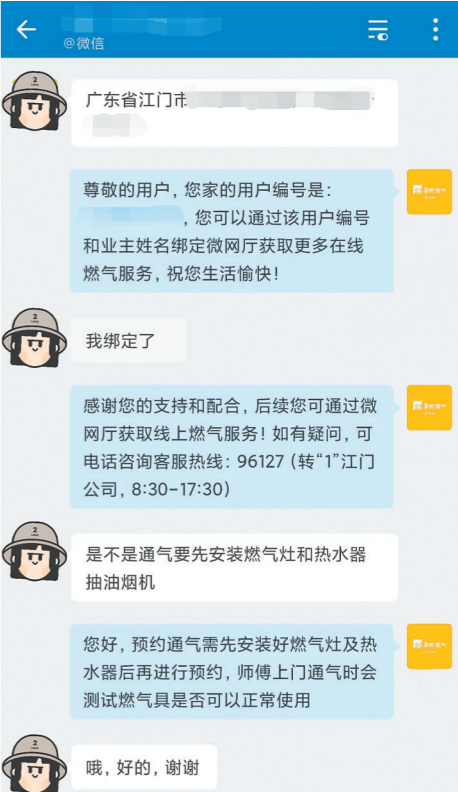 @微信
广东省江门市
尊敬的用户，您家的用户编号是：
，您可以通过该用户编号
和业主姓名绑定微网厅获取更多在线
燃气服务，祝您生活愉快！
我绑定了
感谢您的支持和配合，后续您可通过微
网厅获取线上燃气服务！如有疑问，可
电话咨询客服热线：96127（转“1”江门
公司，8:30-17:30）
是不是通气要先安装燃气灶和热水器
抽油烟机
您好，预约通气需先安装好燃气灶及热
水器后再进行预约，师傅上门通气时会
测试燃气具是否可以正常使用
哦，好的，谢谢